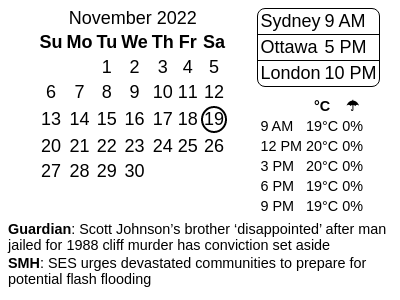 November 2022
Su Mo Tu We Th Fr Sa
1 2 3 4 5
6 7 8 9 10 11 12
13 14 15 16 17 18 19
20 21 22 23 24 25 26
27 28 29 30
Sydney 9 AM
Ottawa 5 PM
London 10 PM
°C ☂
9 AM 19°C 0%
12 PM 20°C 0%
3 PM 20°C 0%
6 PM 19°C 0%
9 PM 19°C 0%
Guardian: Scott Johnson’s brother ‘disappointed’ after man
jailed for 1988 cliff murder has conviction set aside
SMH: SES urges devastated communities to prepare for
potential flash flooding